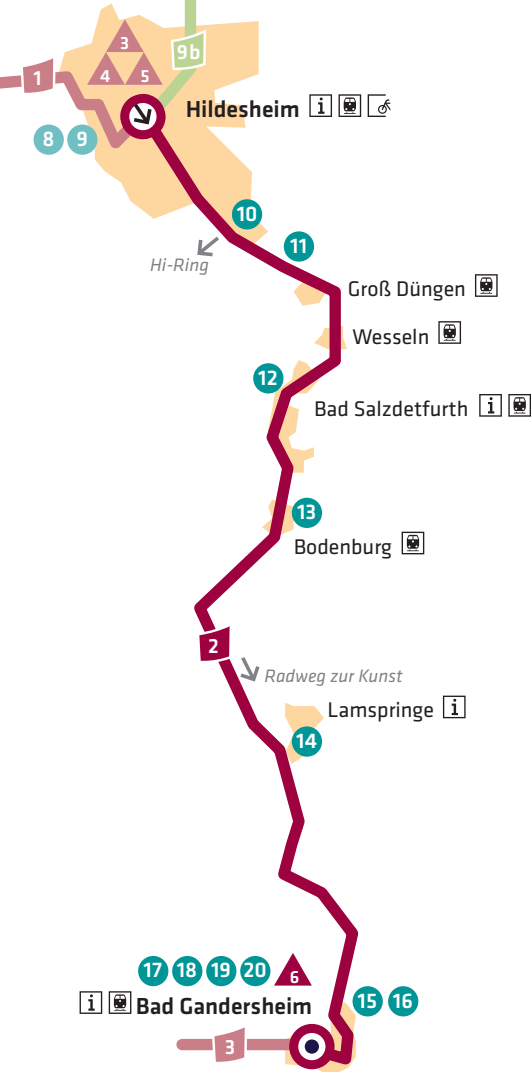 3
9b
1
4 5
Hildesheim i
8 9
10
11
Hi-Ring
Groß Düngen
Wesseln
12
Bad Salzdetfurth i
13
Bodenburg
2
Radweg zur Kunst
Lamspringe i
14
17 18 19 20 6
i Bad Gandersheim
15 16
3